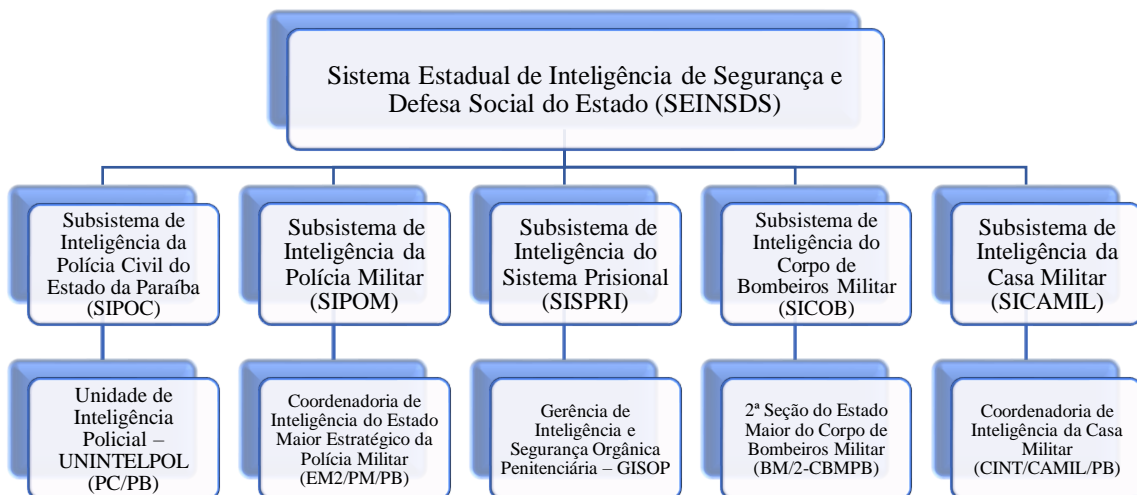 Sistema Estadual de Inteligência de Segurança e
Defesa Social do Estado (SEINSDS)
Subsistema de
Inteligência da
Polícia Civil do
Estado da Paraíba
(SIPOC)
Subsistema de
Inteligência da
Polícia Militar
(SIPOM)
Subsistema de
Inteligência do
Sistema Prisional
(SISPRI)
Subsistema de
Inteligência do
Corpo de
Bombeiros Militar
(SICOB)
Subsistema de
Inteligência da
Casa Militar
(SICAMIL)
Unidade de
Inteligência
Policial –
UNINTELPOL
(PC/PB)
Coordenadoria de
Inteligência do Estado
Maior Estratégico da
Polícia Militar
(EM2/PM/PB)
Gerência de
Inteligência e
Segurança Orgânica
Penitenciária – GISOP
2ª Seção do Estado
Maior do Corpo de
Bombeiros Militar
(BM/2-CBMPB)
Coordenadoria de
Inteligência da Casa
Militar
(CINT/CAMIL/PB)